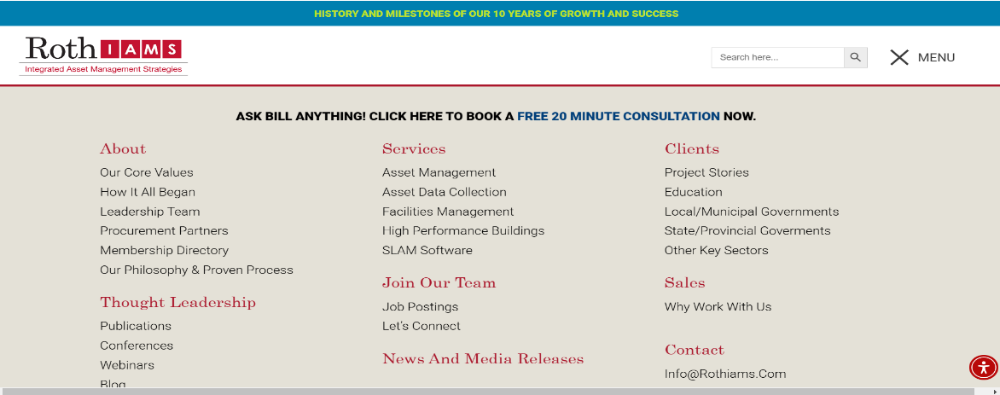 HISTORY AND MILESTONES OF OUR 10 YEARS OF GROWTH AND SUCCESS
Roth IAMS
Integrated Asset Management Strategies
Search here...
MENU
ASK BILL ANYTHING! CLICK HERE TO BOOK A FREE 20 MINUTE CONSULTATION NOW.
About
Our Core Values
How It All Began
Leadership Team
Procurement Partners
Membership Directory
Our Philosophy & Proven Process
Thought Leadership
Publications
Conferences
Webinars
Blog
Services
Asset Management
Asset Data Collection
Facilities Management
High Performance Buildings
SLAM Software
Join Our Team
Job Postings
Let's Connect
News And Media Releases
Clients
Project Stories
Education
Local/Municipal Governments
State/Provincial Goverments
Other Key Sectors
Sales
Why Work With Us
Contact
Info@Rothiams.Com